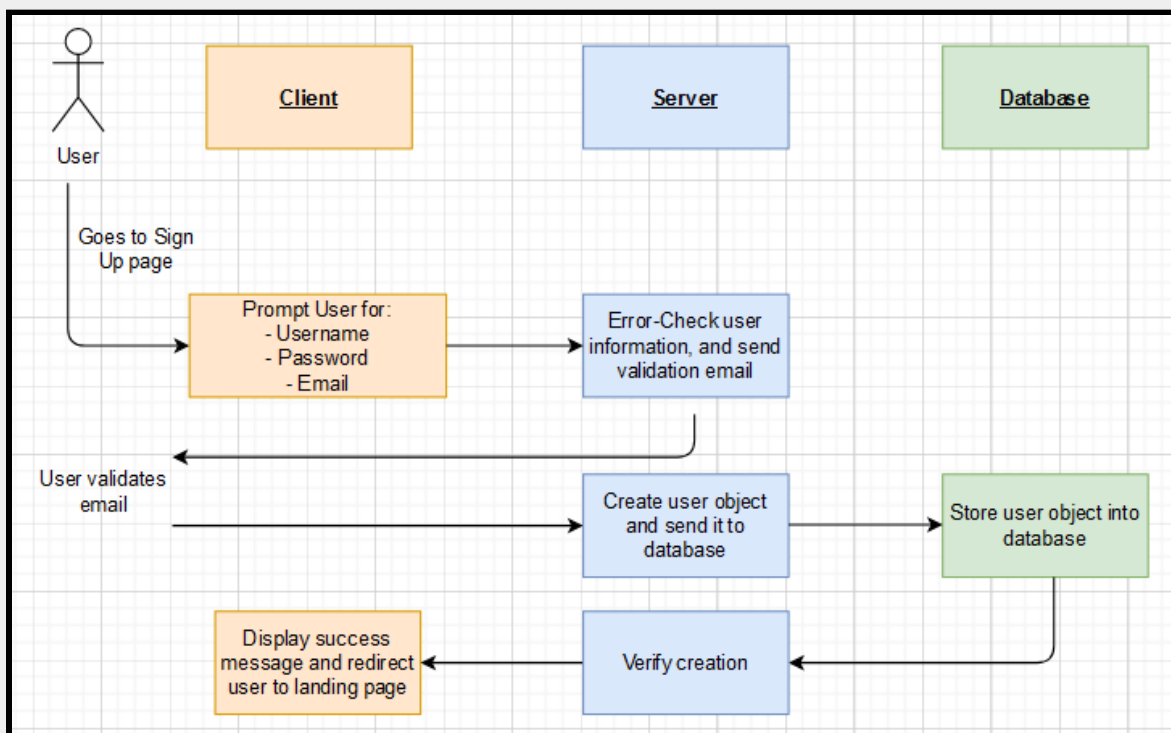 Client
Server
Database
User
Goes to Sign
Up page
Prompt User for:
- Username
- Password
- Email
Error-Check user
information, and send
validation email
User validates
email
Create user object
and send it to
database
Store user object into
database
Display success
message and redirect
user to landing page
Verify creation